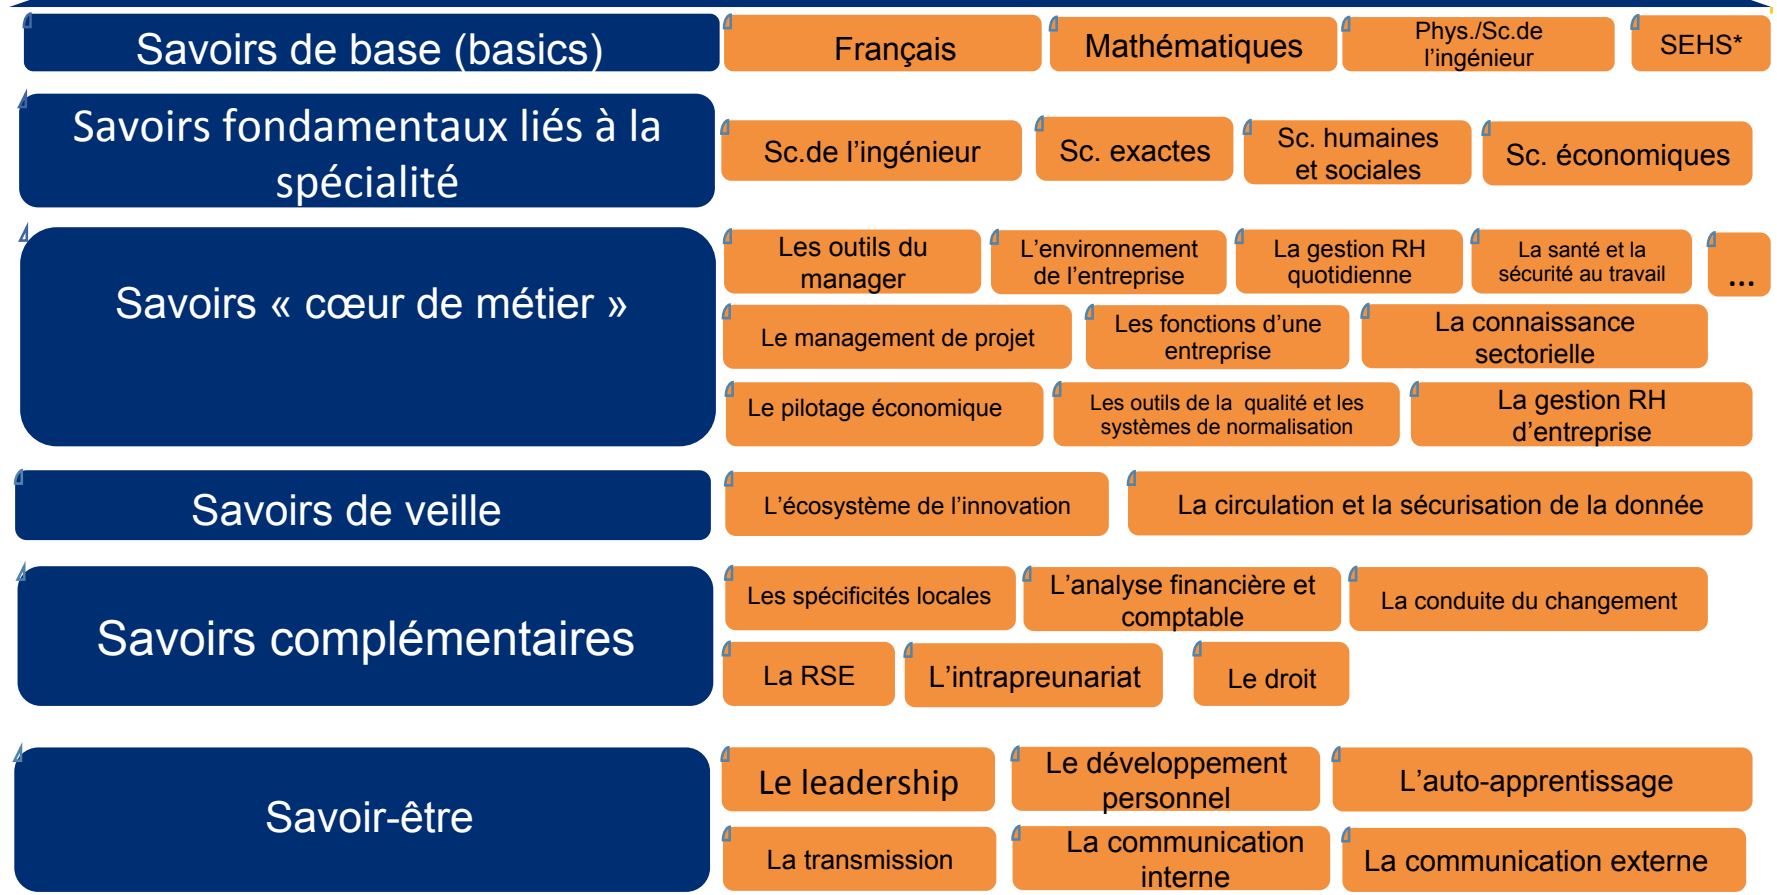 Savoirs de base (basics)
Français
Mathématiques
Phys./Sc.de
l’ingénieur
SEHS*
Savoirs fondamentaux liés à la
spécialité
Sc.de l’ingénieur
Sc. exactes
Sc. humaines
et sociales
Sc. économiques
Savoirs « cœur de métier »
Les outils du
manager
L’environnement
de l’entreprise
La gestion RH
quotidienne
La santé et la
sécurité au travail
...
Le management de projet
Les fonctions d’une
entreprise
La connaissance
sectorielle
Le pilotage économique
Les outils de la  qualité et les
systèmes de normalisation
La gestion RH
d’entreprise
Savoirs de veille
L’écosystème de l’innovation
La circulation et la sécurisation de la donnée
Savoirs complémentaires
Les spécificités locales
L’analyse financière et
comptable
La conduite du changement
La RSE
L’intrapreunariat
Le droit
Savoir-être
Le leadership
Le développement
personnel
L’auto-apprentissage
La transmission
La communication
interne
La communication externe